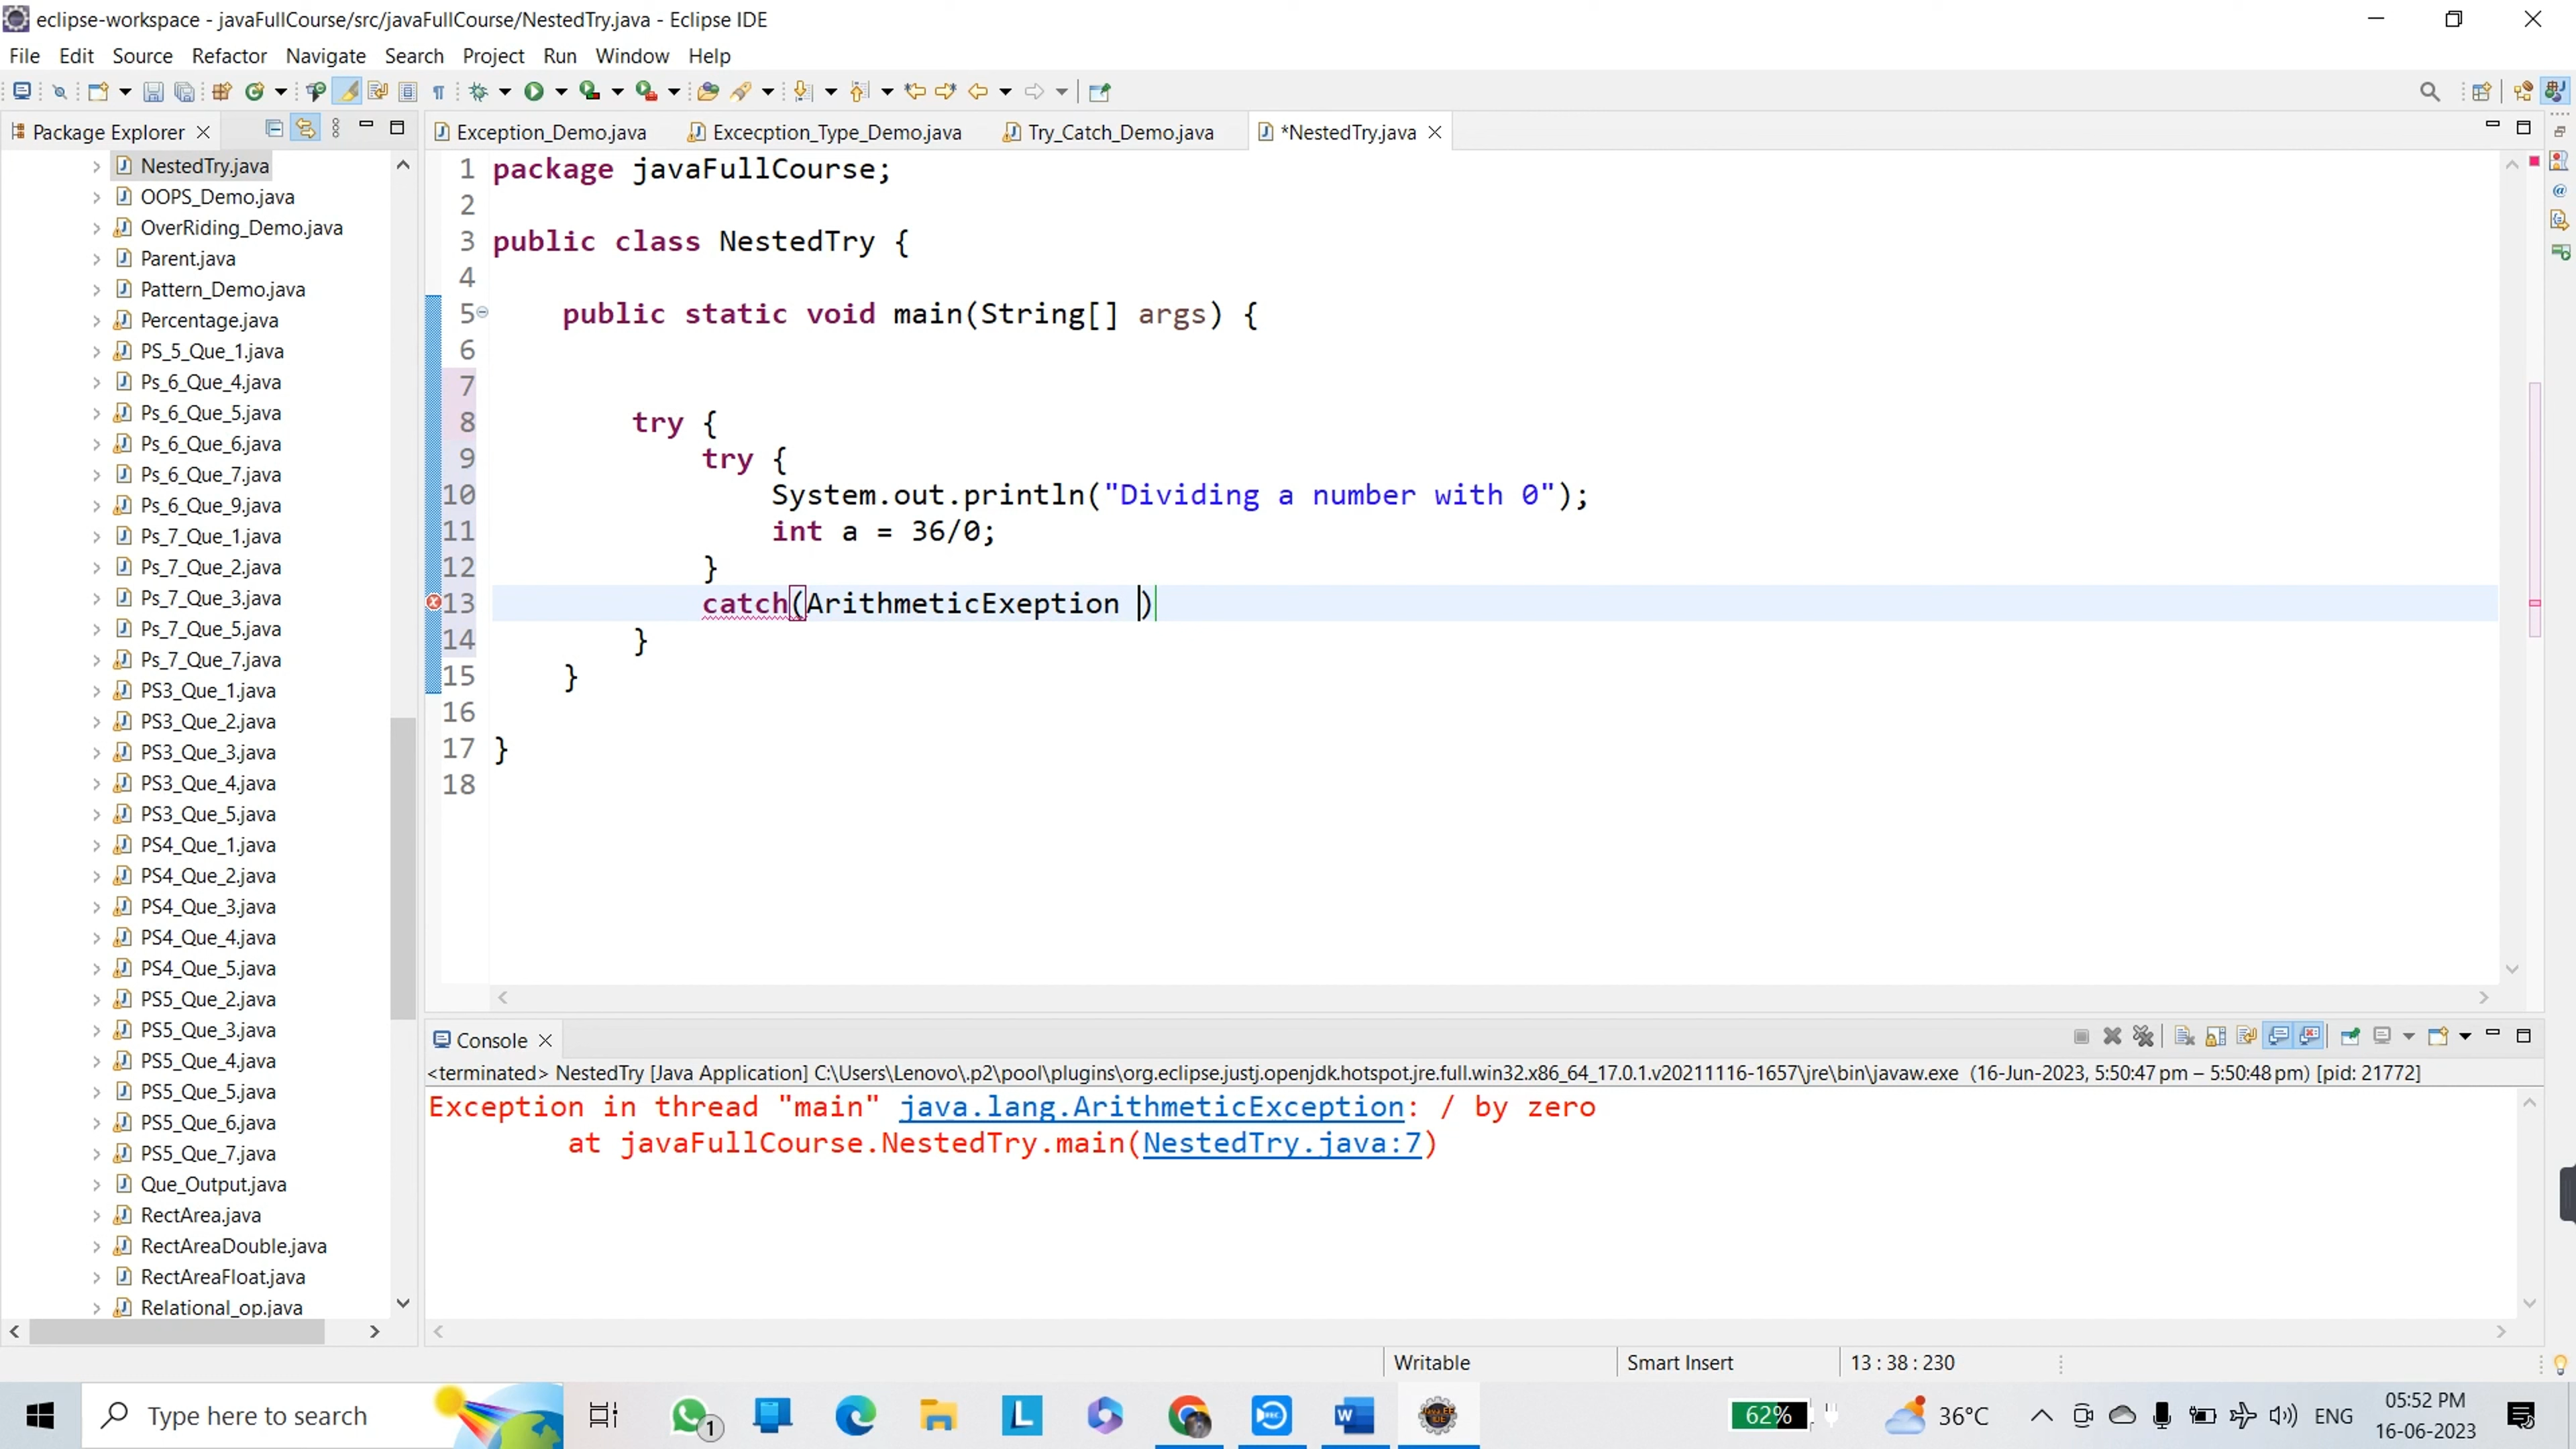 eclipse-workspace - javaFullCourse/src/javaFullCourse/NestedTry.java - Eclipse IDE
File Edit Source Refactor Navigate Search Project Run Window Help
Package Explorer
NestedTry.java
OOPS_Demo.java
OverRiding_Demo.java
Parent.java
Pattern_Demo.java
Percentage.java
PS_5_Que_1.java
Ps_6_Que_4.java
Ps_6_Que_5.java
Ps_6_Que_6.java
Ps_6_Que_7.java
Ps_6_Que_9.java
Ps_7_Que_1.java
Ps_7_Que_2.java
Ps_7_Que_3.java
Ps_7_Que_5.java
Ps_7_Que_7.java
PS3_Que_1.java
PS3_Que_2.java
PS3_Que_3.java
PS3_Que_4.java
PS3_Que_5.java
PS4_Que_1.java
PS4_Que_2.java
PS4_Que_3.java
PS4_Que_4.java
PS4_Que_5.java
PS5_Que_2.java
PS5_Que_3.java
PS5_Que_4.java
PS5_Que_5.java
PS5_Que_6.java
PS5_Que_7.java
Que_Output.java
RectArea.java
RectAreaDouble.java
RectAreaFloat.java
Relational_op.java
Exception_Demo.java Excecption_Type_Demo.java Try_Catch_Demo.java *NestedTry.java
1 package javaFullCourse;
2
3 public class NestedTry {
4
5 public static void main(String[] args) {
6
7
8 try {
9 try {
10 System.out.println("Dividing a number with 0");
11 int a = 36/0;
12 }
13 catch(ArithmeticExeption )
14 }
15 }
16
17 }
18
Console
<terminated> NestedTry [Java Application] C:\Users\Lenovo\.p2\pool\plugins\org.eclipse.justj.openjdk.hotspot.jre.full.win32.x86_64_17.0.1.v20211116-1657\jre\bin\javaw.exe (16-Jun-2023, 5:50:47 pm – 5:50:48 pm) [pid: 21772]
Exception in thread "main" java.lang.ArithmeticException: / by zero
at javaFullCourse.NestedTry.main(NestedTry.java:7)
Writable Smart Insert 13 : 38 : 230
Type here to search
1
L
REC
W
62%
36°C
ENG
05:52 PM
16-06-2023